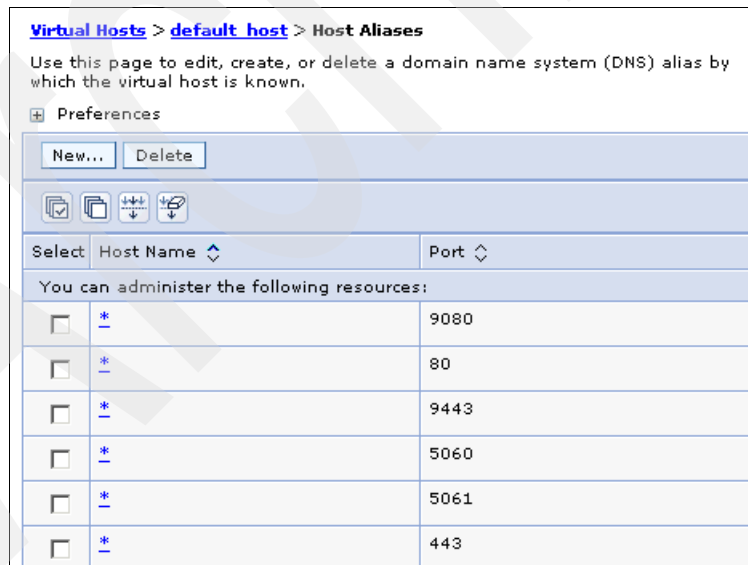 Virtual Hosts > default_host > Host Aliases
Use this page to edit, create, or delete a domain name system (DNS) alias by
which the virtual host is known.
Preferences
New... Delete
Select Host Name Port
You can administer the following resources:
* 9080
* 80
* 9443
* 5060
* 5061
* 443